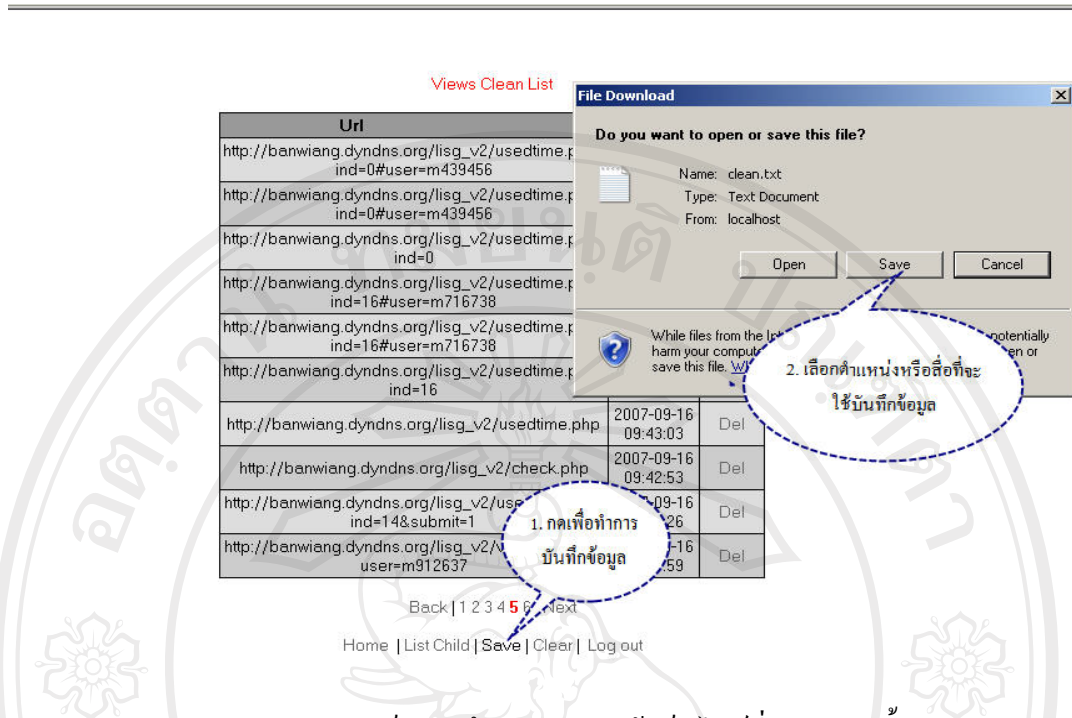 Views Clean List
Url
http://banwiang.dyndns.org/lisg_v2/usedtime.p
ind=0#user=m439456
http://banwiang.dyndns.org/lisg_v2/usedtime.p
ind=0#user=m439456
http://banwiang.dyndns.org/lisg_v2/usedtime.p
ind=0
http://banwiang.dyndns.org/lisg_v2/usedtime.p
ind=16#user=m716738
http://banwiang.dyndns.org/lisg_v2/usedtime.p
ind=16#user=m716738
http://banwiang.dyndns.org/lisg_v2/usedtime.p
ind=16
http://banwiang.dyndns.org/lisg_v2/usedtime.php
2007-09-16
09:43:03
Del
http://banwiang.dyndns.org/lisg_v2/check.php
2007-09-16
09:42:53
Del
http://banwiang.dyndns.org/lisg_v2/use
ind=14&submit=1
-09-16
26
Del
http://banwiang.dyndns.org/lisg_v2/v
user=m912637
-16
:59
Del
Back | 1 2 3 4 5 6 Next
Home | List Child | Save | Clear | Log out
File Download
Do you want to open or save this file?
Name: clean.txt
Type: Text Document
From: localhost
Open
Save
Cancel
While files from the Int potentially
harm your comput en or
save this file. W
1. กดเพื่อทำการ
บันทึกข้อมูล
2. เลือกตำแหน่งหรือสื่อที่จะ
ใช้บันทึกข้อมูล